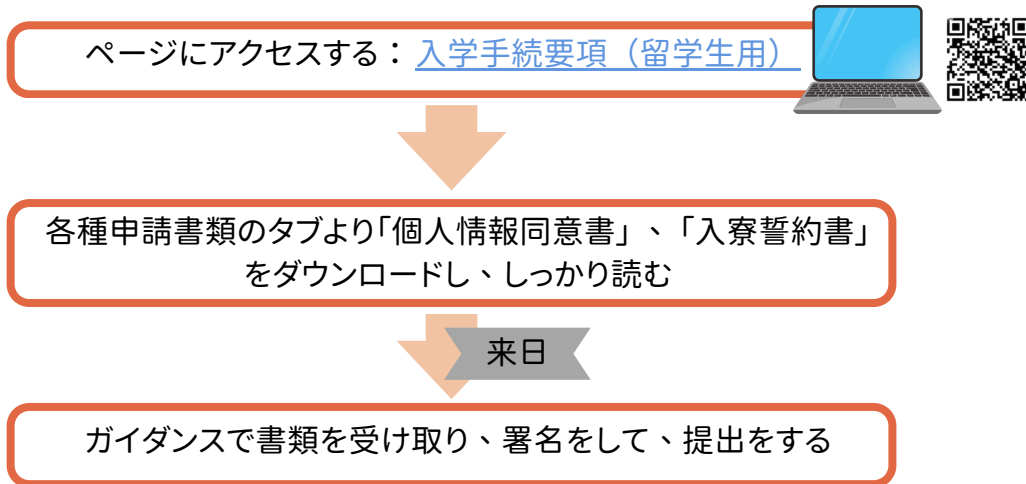 ページにアクセスする：入学手続要項（留学生用）
各種申請書類のタブより「個人情報同意書」、「入寮誓約書」
をダウンロードし、しっかり読む
来日
ガイダンスで書類を受け取り、署名をして、提出をする